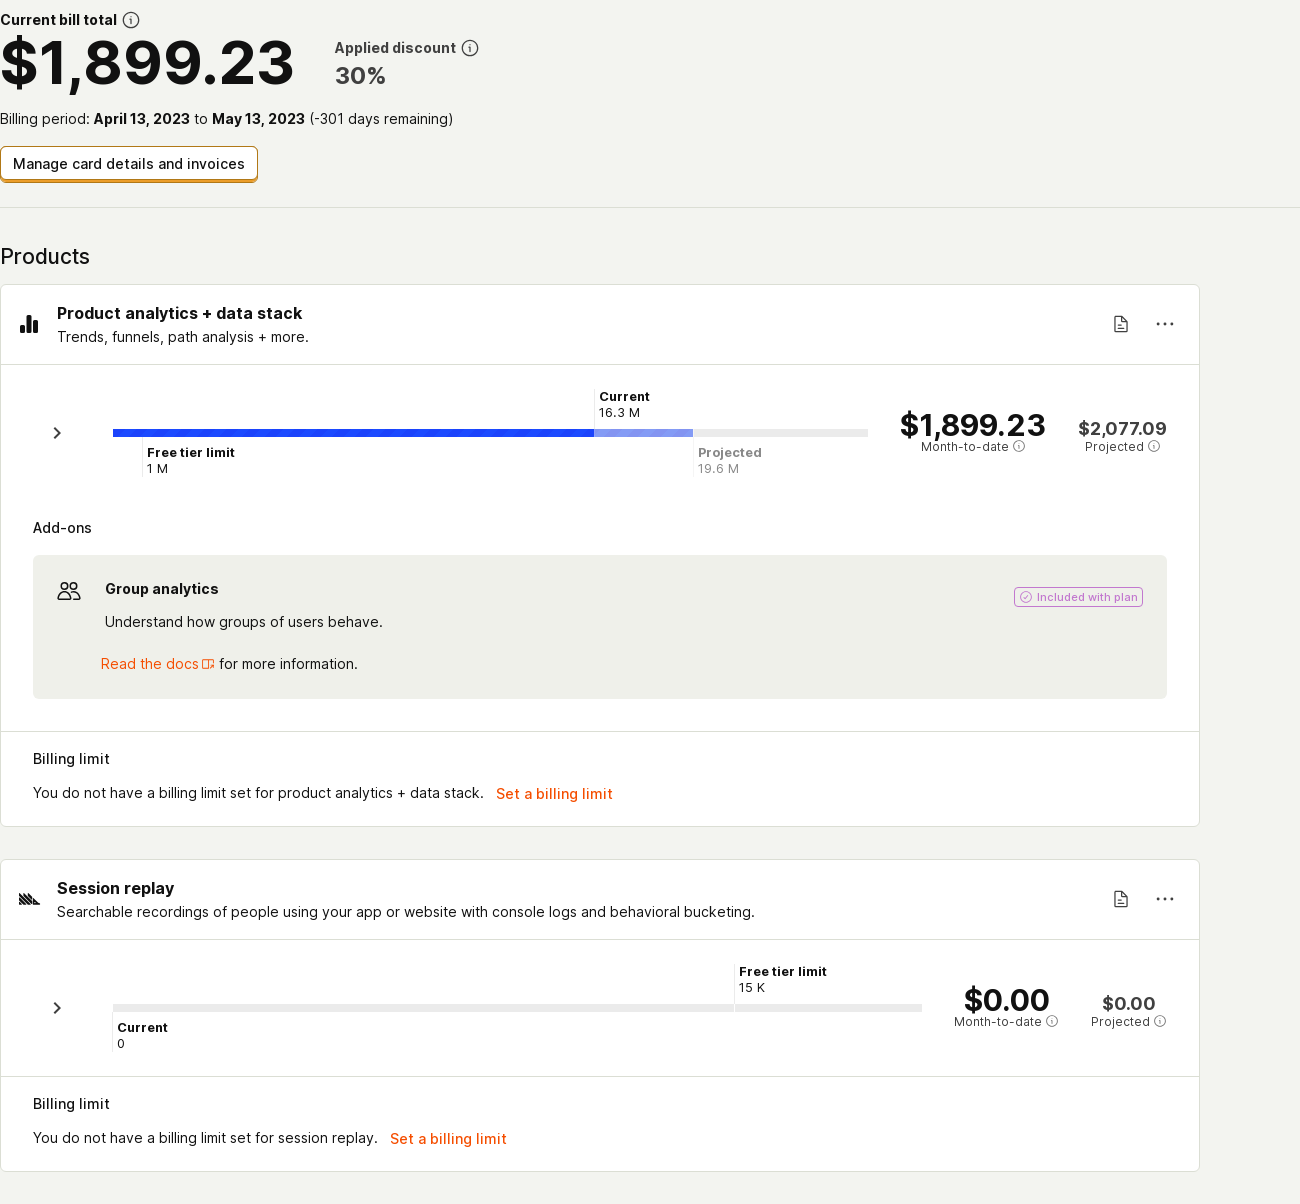 Current bill total
$1,899.23
Applied discount
30%
Billing period: April 13, 2023 to May 13, 2023 (-301 days remaining)
Manage card details and invoices
Products
Product analytics + data stack
Trends, funnels, path analysis + more.
Current
16.3 M
Free tier limit
1 M
Projected
19.6 M
$1,899.23
Month-to-date
$2,077.09
Projected
Add-ons
Group analytics
Included with plan
Understand how groups of users behave.
Read the docs for more information.
Billing limit
You do not have a billing limit set for product analytics + data stack. Set a billing limit
Session replay
Searchable recordings of people using your app or website with console logs and behavioral bucketing.
Free tier limit
15 K
Current
0
$0.00
Month-to-date
$0.00
Projected
Billing limit
You do not have a billing limit set for session replay. Set a billing limit